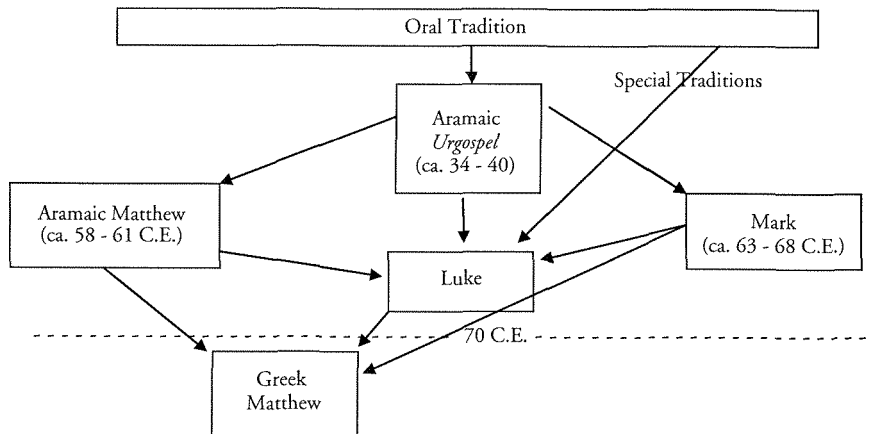 Oral Tradition
Special Traditions
Aramaic
Urgospel
(ca. 34 - 40)
Aramaic Matthew
(ca. 58 - 61 C.E.)
Mark
(ca. 63 - 68 C.E.)
Luke
70 C.E.
Greek
Matthew